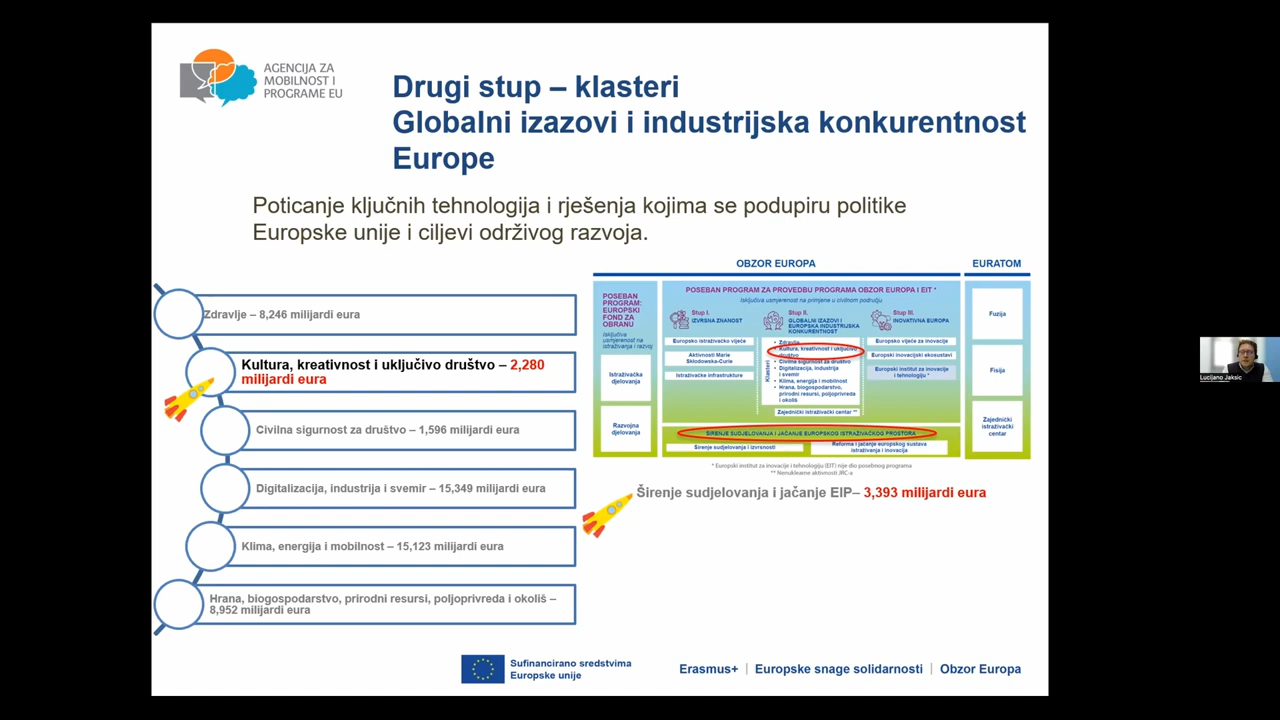 AGENCIJA ZA
MOBILNOST I
PROGRAME EU
Drugi stup – klasteri
Globalni izazovi i industrijska konkurentnost
Europe
Poticanje ključnih tehnologija i rješenja kojima se podupiru politike
Europske unije i ciljevi održivog razvoja.
Zdravlje – 8,246 milijardi eura
Kultura, kreativnost i uključivo društvo – 2,280
milijardi eura
Civilna sigurnost za društvo – 1,596 milijardi eura
Digitalizacija, industrija i svemir – 15,349 milijardi eura
Klima, energija i mobilnost – 15,123 milijardi eura
Hrana, biogospodarstvo, prirodni resursi, poljoprivreda i okoliš –
8,952 milijardi eura
OBZOR EUROPA
EURATOM
POSEBAN
PROGRAM:
EUROPSKI
FOND ZA
OBRANU
Isključiva
usmjerenost na
istraživanja i razvoj
Istraživačka
djelovanja
Razvojna
djelovanja
POSEBAN PROGRAM ZA PROVEDBU PROGRAMA OBZOR EUROPA I EIT *
Isključiva usmjerenost na primjene u civilnom području
Stup I.
IZVRSNA ZNANOST
Europsko istraživačko vijeće
Aktivnosti Marie
Skłodowska-Curie
Istraživačke infrastrukture
Stup II.
GLOBALNI IZAZOVI I
EUROPSKA INDUSTRIJSKA
KONKURENTNOST
Klasteri
• Zdravlje
• Kultura, kreativnost i uključivo
društvo
• Civilna sigurnost za društvo
• Digitalizacija, industrija
i svemir
• Klima, energija i mobilnost
• Hrana, biogospodarstvo,
prirodni resursi, poljoprivreda
i okoliš
Zajednički istraživački centar **
Stup III.
INOVATIVNA EUROPA
Europsko vijeće za inovacije
Europski inovacijski ekosustavi
Europski institut za inovacije
i tehnologiju *
ŠIRENJE SUDJELOVANJA I JAČANJE EUROPSKOG ISTRAŽIVAČKOG PROSTORA
Širenje sudjelovanja i izvrsnosti
Reforma i jačanje europskog sustava
istraživanja i inovacija
Fuzija
Fisija
Zajednički
istraživački
centar
* Europski institut za inovacije i tehnologiju (EIT) nije dio posebnog programa
** Nenuklearne aktivnosti JRC-a
Širenje sudjelovanja i jačanje EIP– 3,393 milijardi eura
Sufinancirano sredstvima
Europske unije
Erasmus+ | Europske snage solidarnosti | Obzor Europa
Lucijano Jaksic